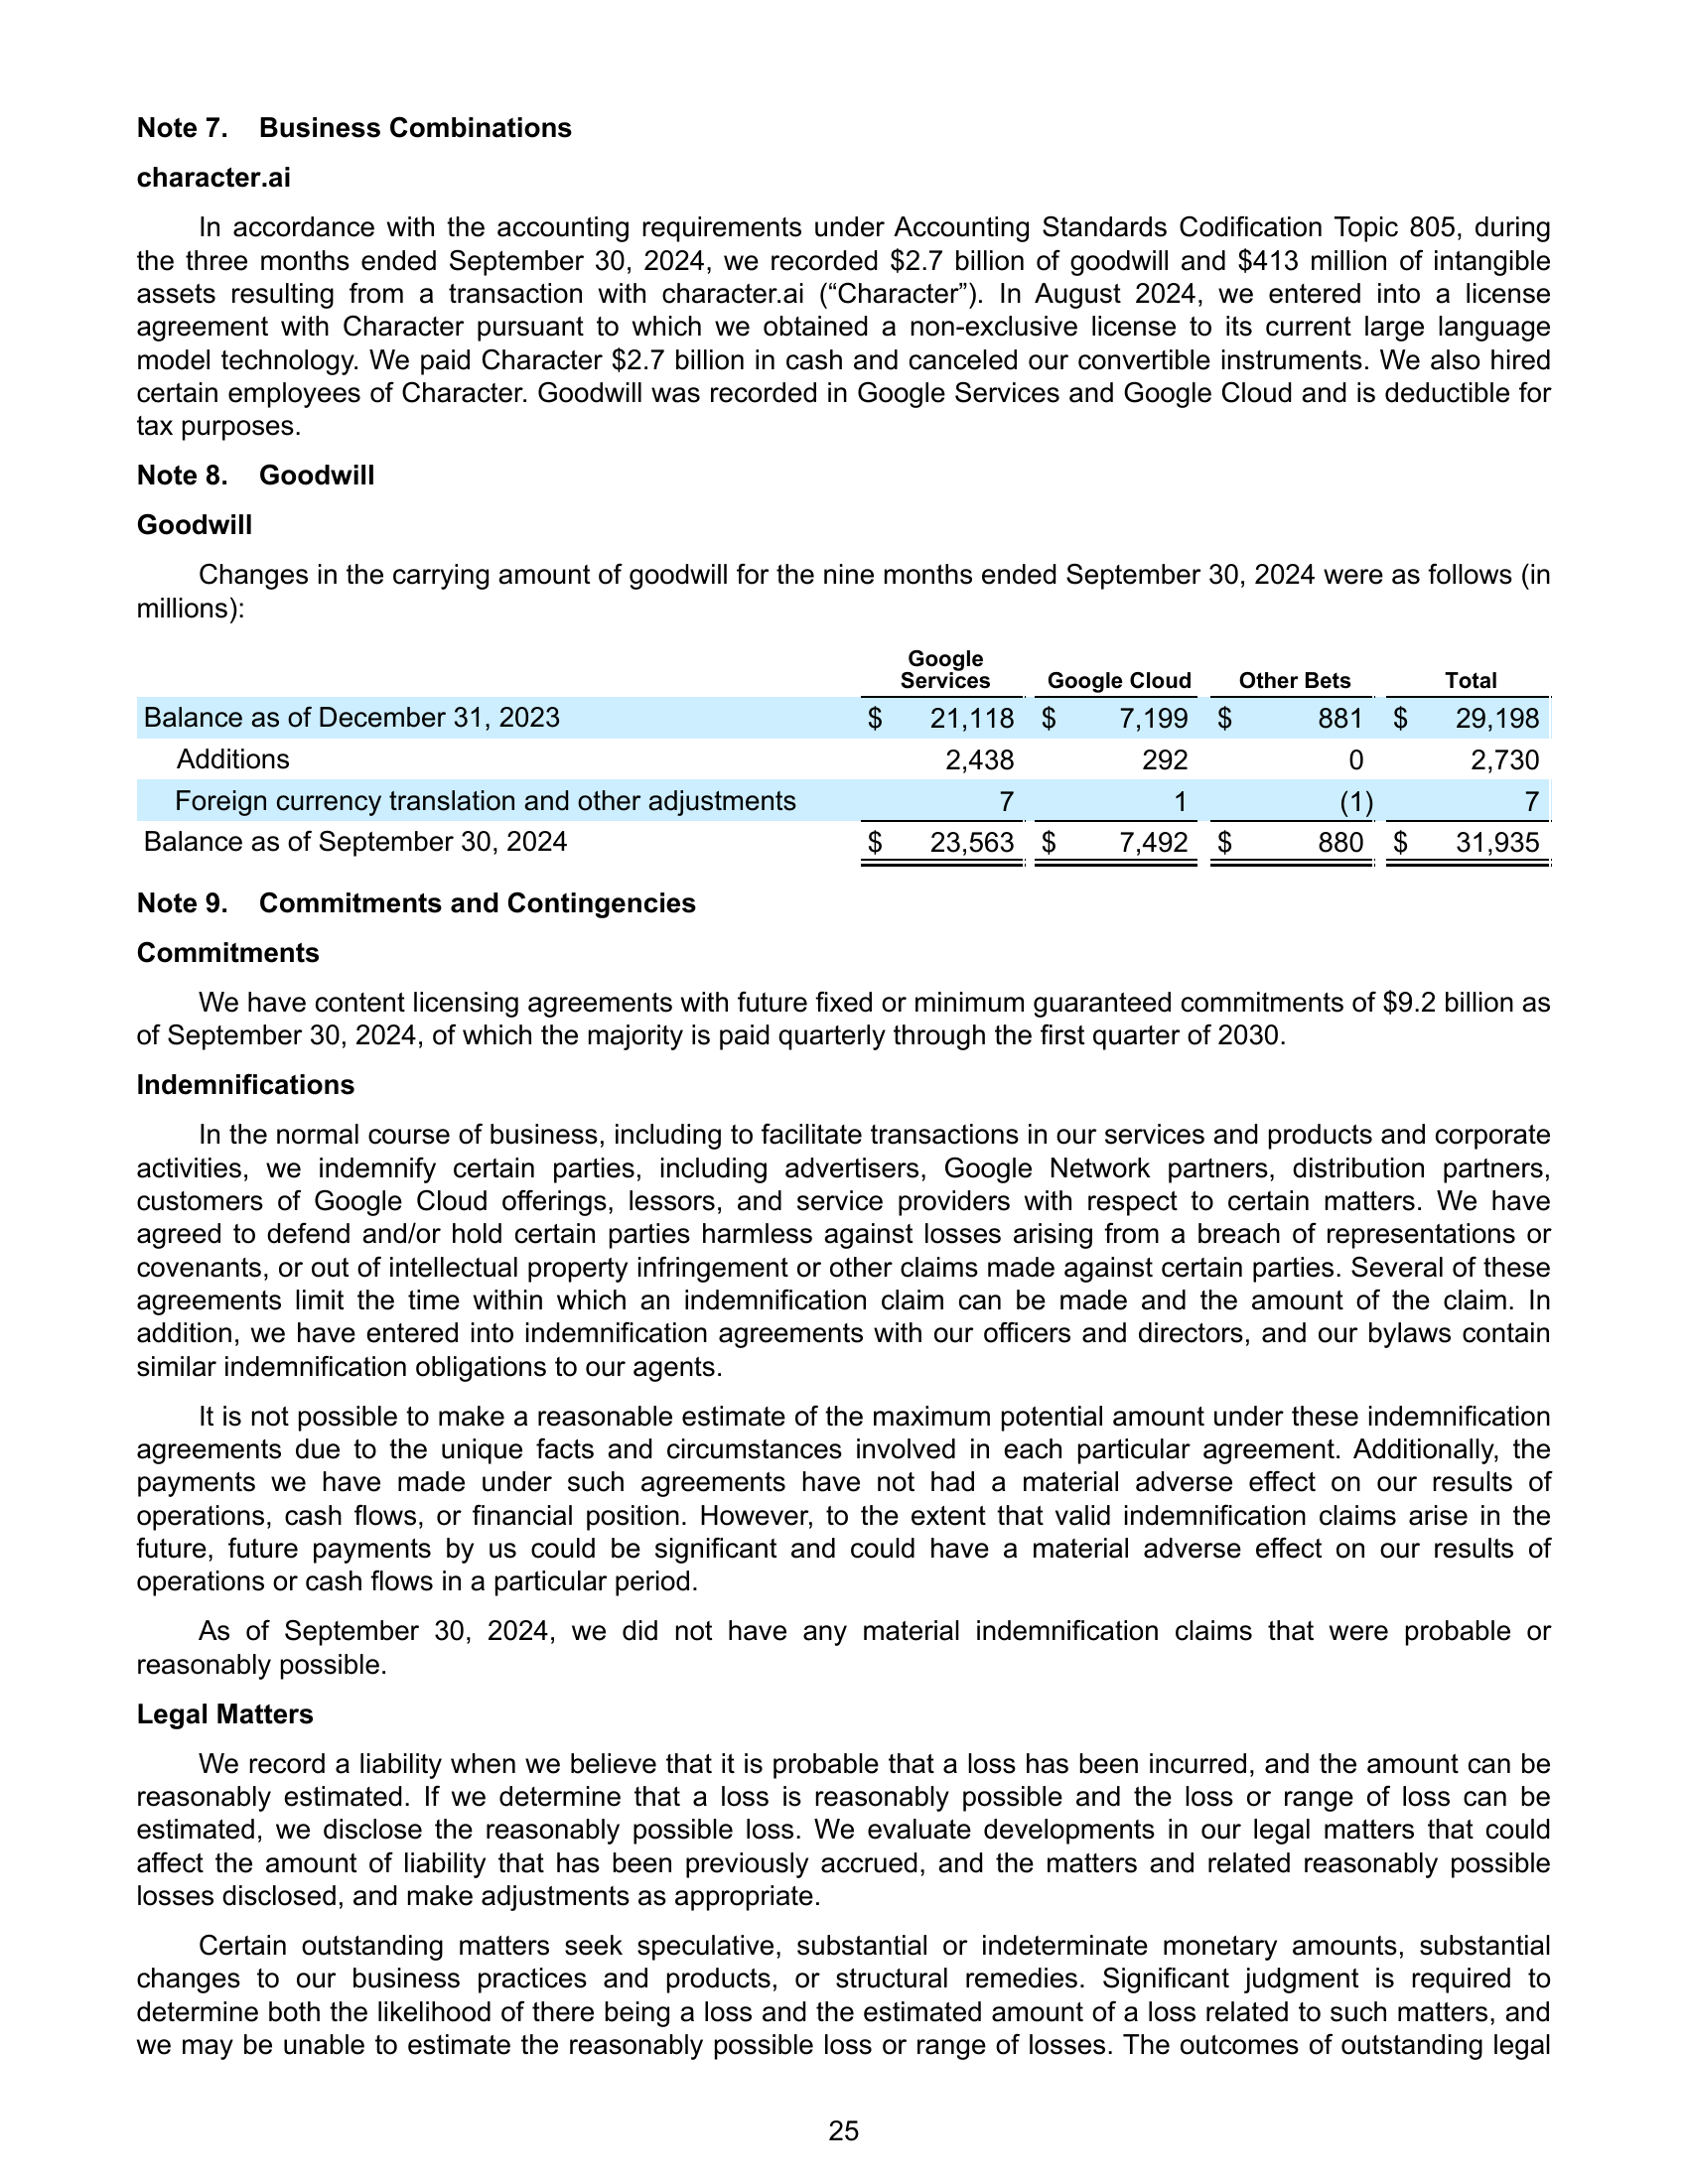 Note 7. Business Combinations
character.ai
In accordance with the accounting requirements under Accounting Standards Codification Topic 805, during
the three months ended September 30, 2024, we recorded $2.7 billion of goodwill and $413 million of intangible
assets resulting from a transaction with character.ai (“Character”). In August 2024, we entered into a license
agreement with Character pursuant to which we obtained a non-exclusive license to its current large language
model technology. We paid Character $2.7 billion in cash and canceled our convertible instruments. We also hired
certain employees of Character. Goodwill was recorded in Google Services and Google Cloud and is deductible for
tax purposes.
Note 8. Goodwill
Goodwill
Changes in the carrying amount of goodwill for the nine months ended September 30, 2024 were as follows (in
millions):
Google
Services Google Cloud Other Bets Total
Balance as of December 31, 2023 $ 21,118 $ 7,199 $ 881 $ 29,198
Additions 2,438 292 0 2,730
Foreign currency translation and other adjustments 7 1 (1) 7
Balance as of September 30, 2024 $ 23,563 $ 7,492 $ 880 $ 31,935
Note 9. Commitments and Contingencies
Commitments
We have content licensing agreements with future fixed or minimum guaranteed commitments of $9.2 billion as
of September 30, 2024, of which the majority is paid quarterly through the first quarter of 2030.
Indemnifications
In the normal course of business, including to facilitate transactions in our services and products and corporate
activities, we indemnify certain parties, including advertisers, Google Network partners, distribution partners,
customers of Google Cloud offerings, lessors, and service providers with respect to certain matters. We have
agreed to defend and/or hold certain parties harmless against losses arising from a breach of representations or
covenants, or out of intellectual property infringement or other claims made against certain parties. Several of these
agreements limit the time within which an indemnification claim can be made and the amount of the claim. In
addition, we have entered into indemnification agreements with our officers and directors, and our bylaws contain
similar indemnification obligations to our agents.
It is not possible to make a reasonable estimate of the maximum potential amount under these indemnification
agreements due to the unique facts and circumstances involved in each particular agreement. Additionally, the
payments we have made under such agreements have not had a material adverse effect on our results of
operations, cash flows, or financial position. However, to the extent that valid indemnification claims arise in the
future, future payments by us could be significant and could have a material adverse effect on our results of
operations or cash flows in a particular period.
As of September 30, 2024, we did not have any material indemnification claims that were probable or
reasonably possible.
Legal Matters
We record a liability when we believe that it is probable that a loss has been incurred, and the amount can be
reasonably estimated. If we determine that a loss is reasonably possible and the loss or range of loss can be
estimated, we disclose the reasonably possible loss. We evaluate developments in our legal matters that could
affect the amount of liability that has been previously accrued, and the matters and related reasonably possible
losses disclosed, and make adjustments as appropriate.
Certain outstanding matters seek speculative, substantial or indeterminate monetary amounts, substantial
changes to our business practices and products, or structural remedies. Significant judgment is required to
determine both the likelihood of there being a loss and the estimated amount of a loss related to such matters, and
we may be unable to estimate the reasonably possible loss or range of losses. The outcomes of outstanding legal
25